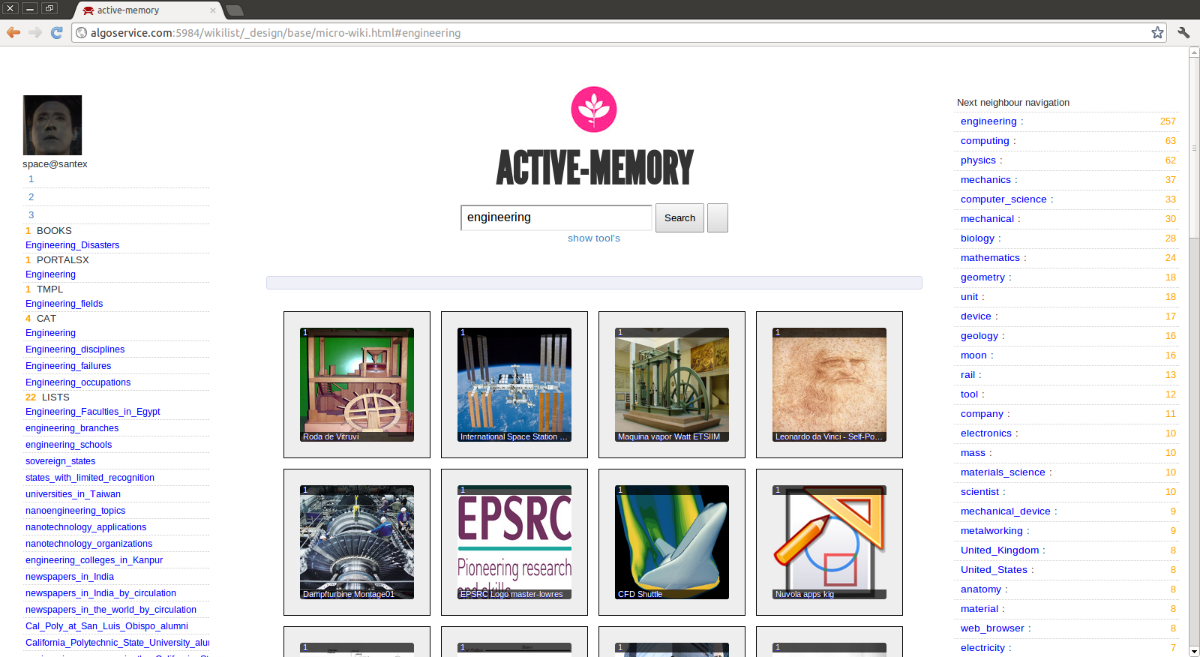 active-memory
algoservice.com:5984/wikilist/_design/base/micro-wiki.html#engineering
space@santex
1
2
3
1 BOOKS
Engineering_Disasters
1 PORTALSX
Engineering
1 TMPL
Engineering_fields
4 CAT
Engineering
Engineering_disciplines
Engineering_failures
Engineering_occupations
22 LISTS
Engineering_Faculties_in_Egypt
engineering_branches
engineering_schools
sovereign_states
states_with_limited_recognition
universities_in_Taiwan
nanoengineering_topics
nanotechnology_applications
nanotechnology_organizations
engineering_colleges_in_Kanpur
newspapers_in_India
newspapers_in_India_by_circulation
newspapers_in_the_world_by_circulation
Cal_Poly_at_San_Luis_Obispo_alumni
California_Polytechnic_State_University_alu
ACTIVE-MEMORY
engineering Search
show tool's
1 1 1 1
Roda de Vitruvi
International Space Station ...
Maquina vapor Watt ETSIIM
Leonardo da Vinci - Self-Po...
1 1 1 1
EPSRC
Pioneering research
and skills
Dampfturbine Montage01
EPSRC Logo master-lowres
CFD Shuttle
Nuvola apps kig
1 1 1 1
Next neighbour navigation
engineering : 257
computing : 63
physics : 62
mechanics : 37
computer_science : 33
mechanical : 30
biology : 28
mathematics : 24
geometry : 18
unit : 18
device : 17
geology : 16
moon : 16
rail : 13
tool : 12
company : 11
electronics : 10
mass : 10
materials_science : 10
scientist : 10
mechanical_device : 9
metalworking : 9
United_Kingdom : 8
United_States : 8
anatomy : 8
material : 8
web_browser : 8
electricity : 7